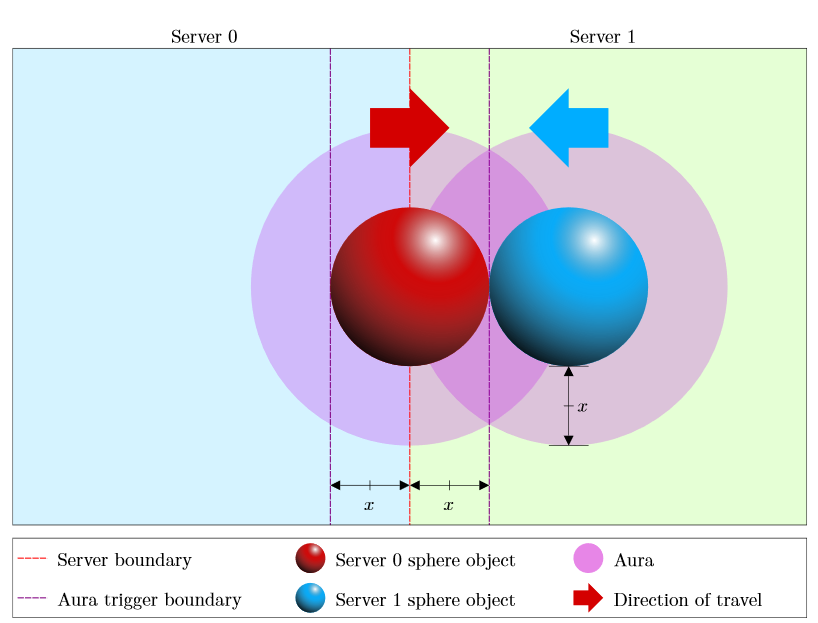 Server 0
Server 1
x
x
x
Server boundary
Server 0 sphere object
Aura
Aura trigger boundary
Server 1 sphere object
Direction of travel